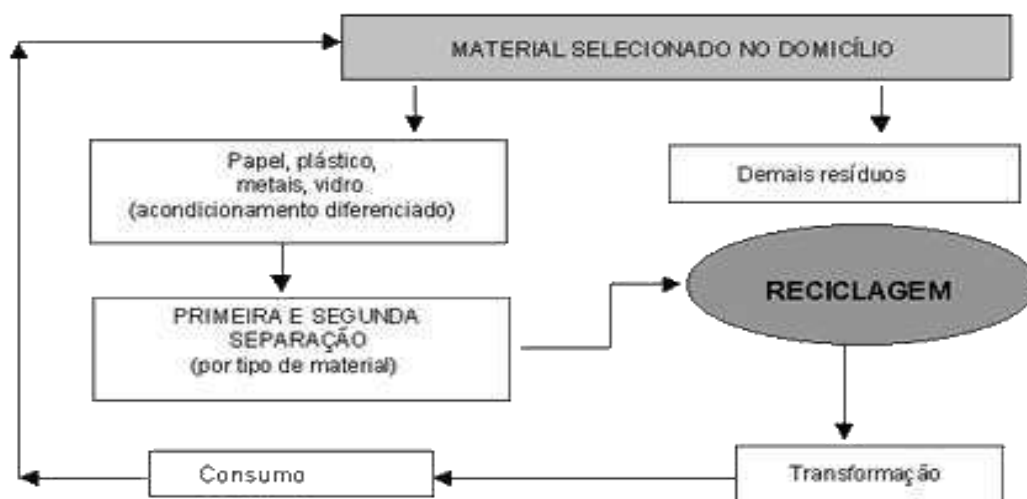 MATERIAL SELECIONADO NO DOMICÍLIO
Papel, plástico,
metais, vidro
(acondicionamento diferenciado)
Demais resíduos
PRIMEIRA E SEGUNDA
SEPARAÇÃO
(por tipo de material)
RECICLAGEM
Consumo
Transformação